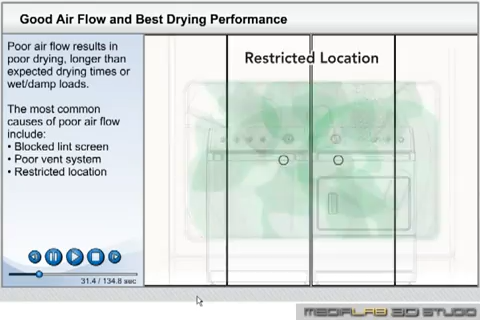 Good Air Flow and Best Drying Performance
Poor air flow results in
poor drying, longer than
expected drying times or
wet/damp loads.
The most common
causes of poor air flow
include:
• Blocked lint screen
• Poor vent system
• Restricted location
Restricted Location
31.4 / 134.8 sec
MEDIALAB 3D STUDIO